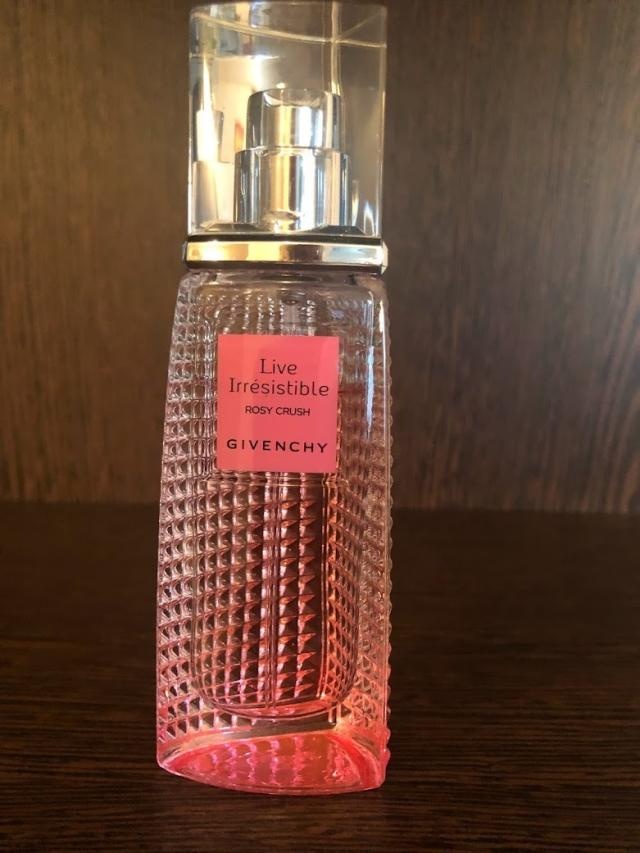 Live
Irrésistible
ROSY CRUSH
GIVENCHY